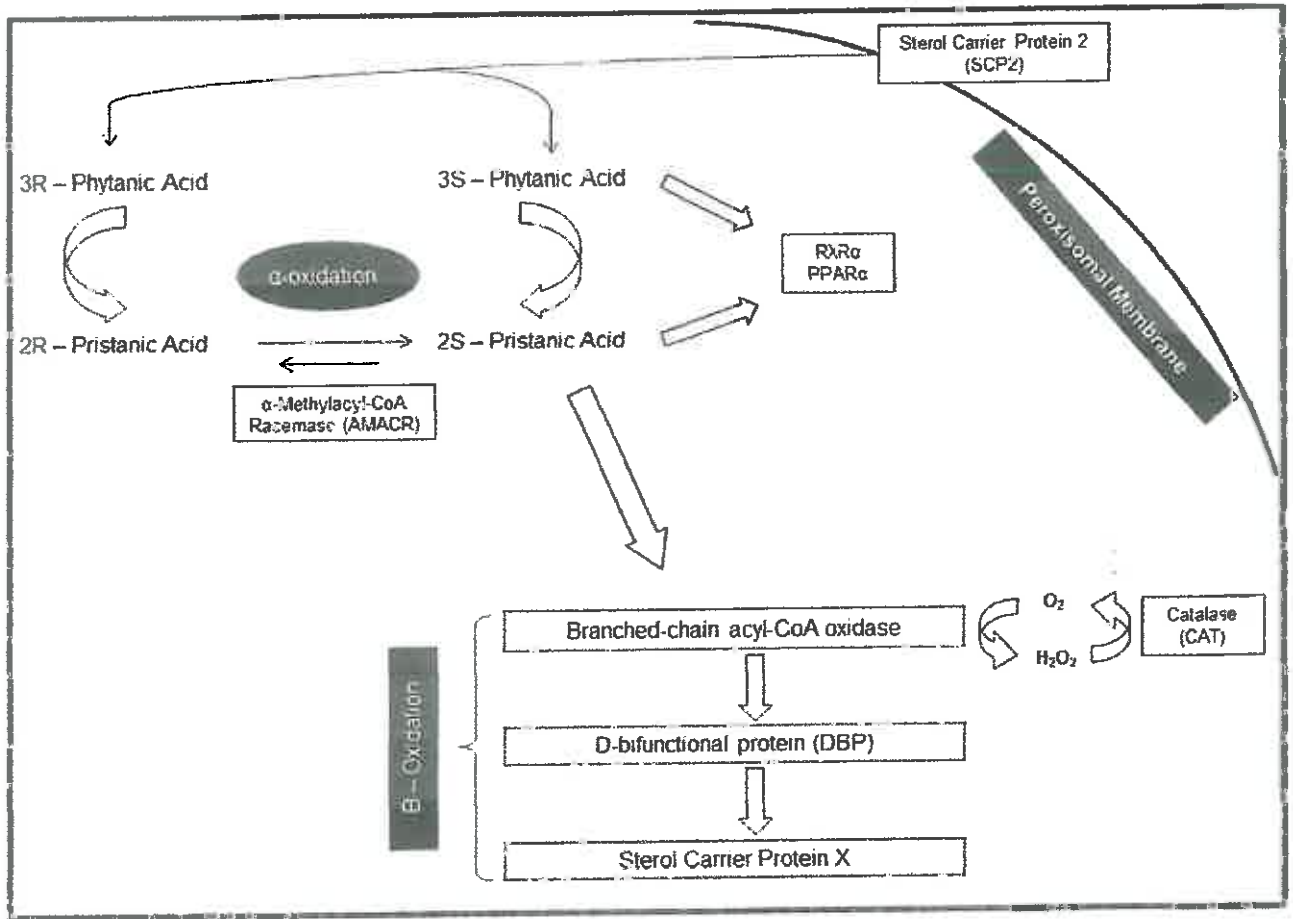 Sterol Carrier Protein 2
(SCP2)
3R – Phytanic Acid
3S – Phytanic Acid
Peroxisomal Membrane
RXRα
PPARα
α-oxidation
2R – Pristanic Acid
2S – Pristanic Acid
α-Methylacyl-CoA
Racemase (AMACR)
B – Oxidation
Branched-chain acyl-CoA oxidase
O₂
H₂O₂
Catalase
(CAT)
D-bifunctional protein (DBP)
Sterol Carrier Protein X